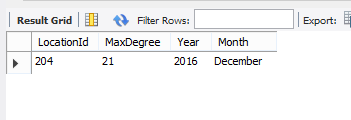 Result Grid Filter Rows: Export:
LocationId MaxDegree Year Month
204 21 2016 December